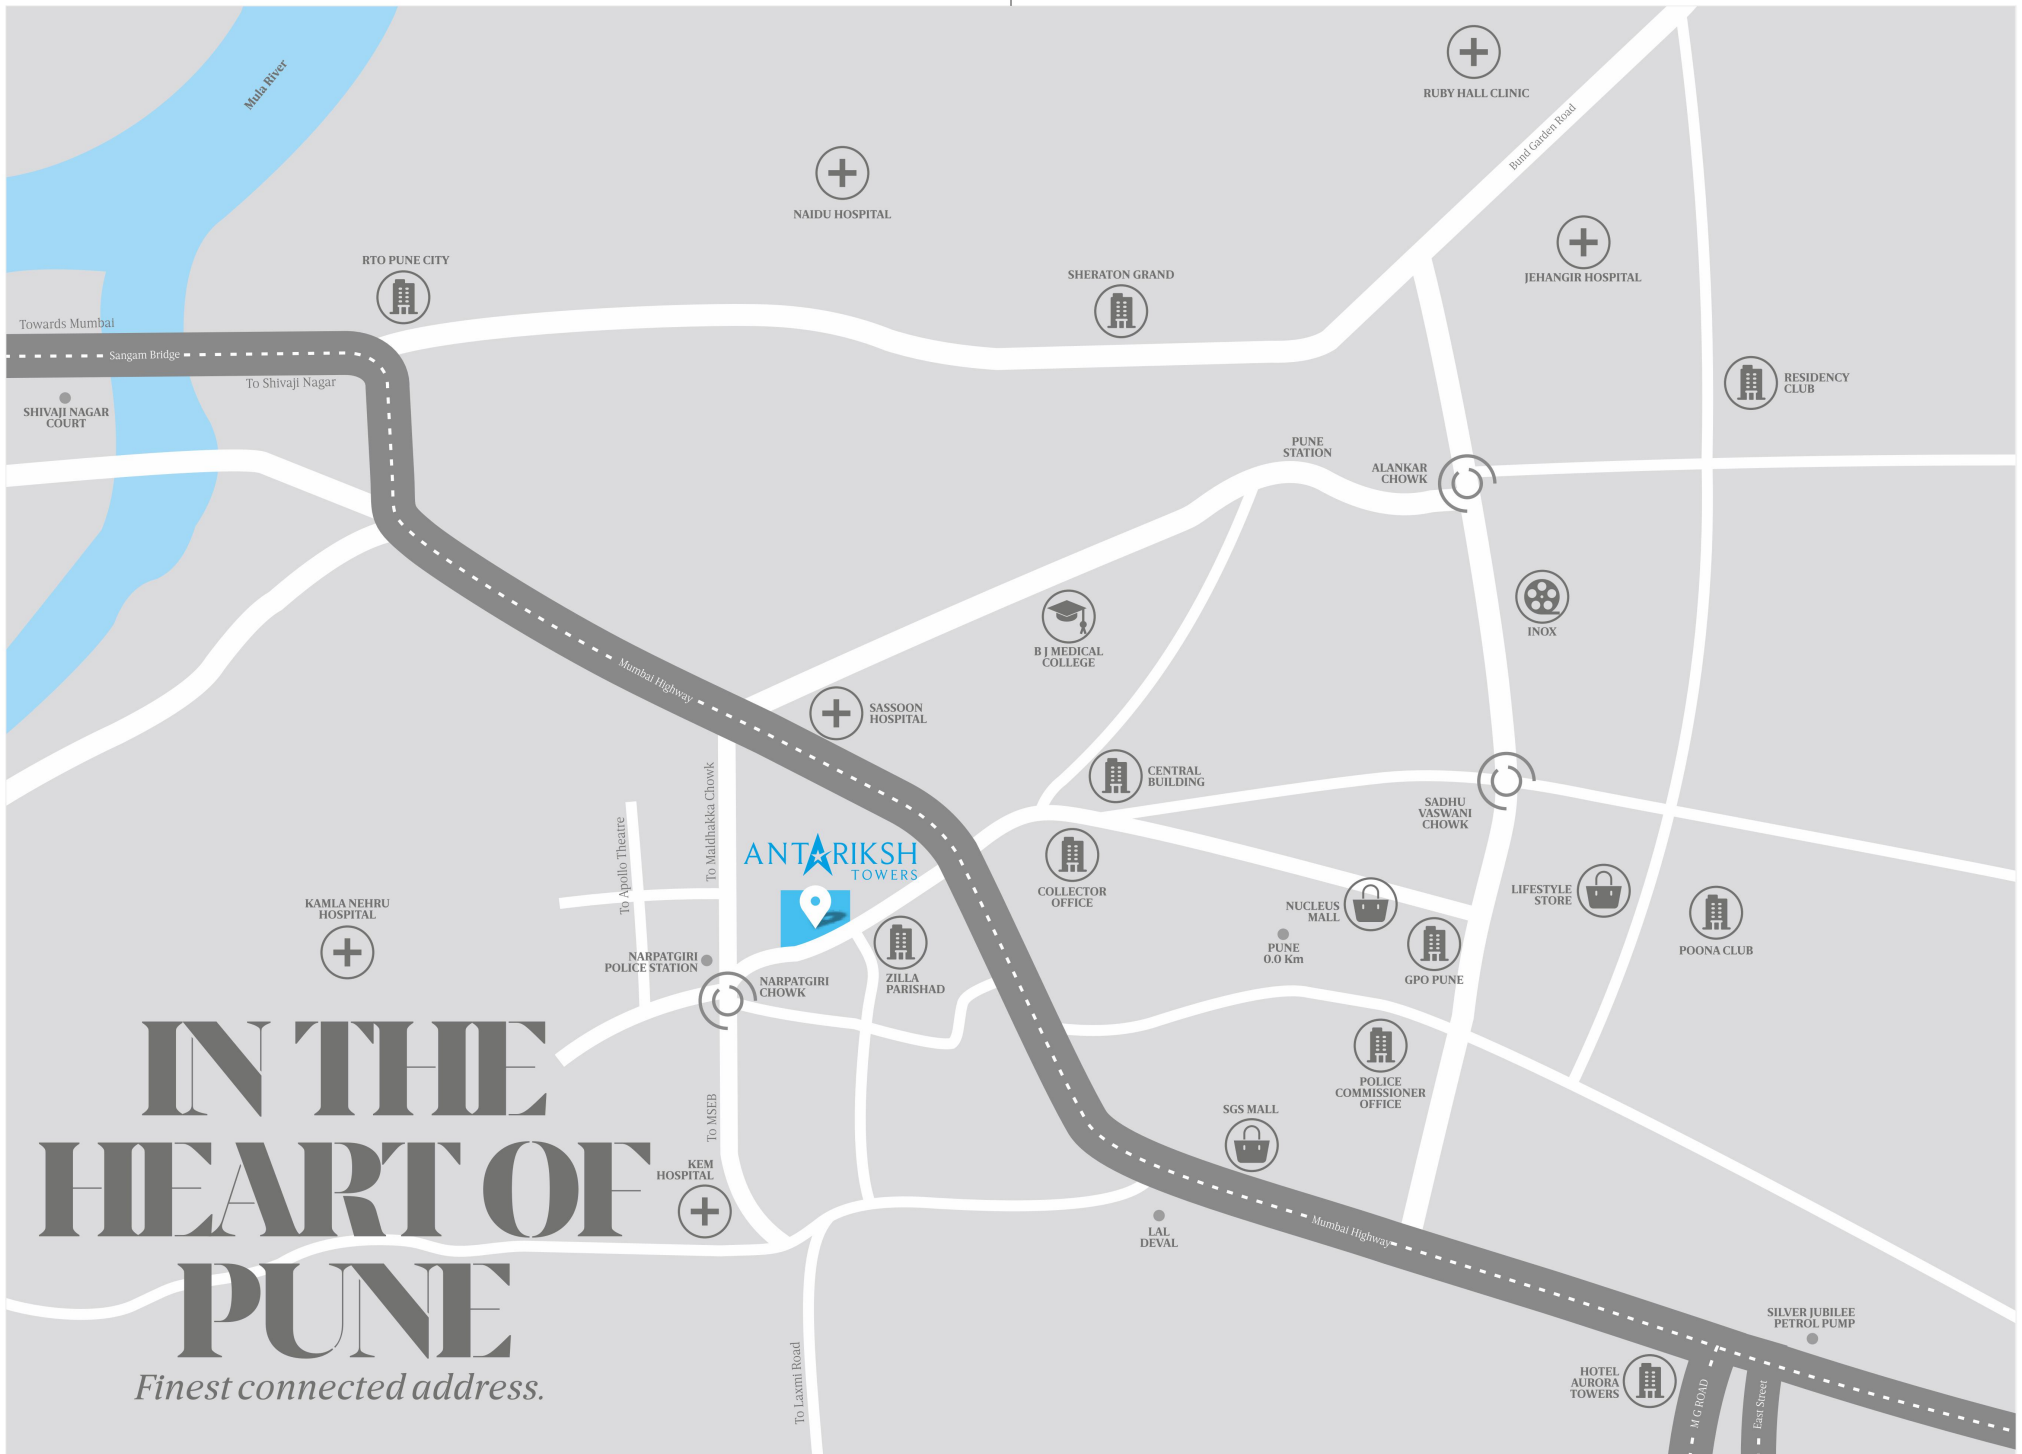 Mula River
RUBY HALL CLINIC
Bund Garden Road
NAIDU HOSPITAL
RTO PUNE CITY
SHERATON GRAND
JEHANGIR HOSPITAL
Towards Mumbai
Sangam Bridge
To Shivaji Nagar
SHIVAJI NAGAR
COURT
RESIDENCY
CLUB
PUNE
STATION
ALANKAR
CHOWK
INOX
B J MEDICAL
COLLEGE
Mumbai Highway
SASSOON
HOSPITAL
CENTRAL
BUILDING
SADHU
VASWANI
CHOWK
To Maldhakka Chowk
To Apollo Theatre
ANTARIKSH
TOWERS
COLLECTOR
OFFICE
NUCLEUS
MALL
LIFESTYLE
STORE
KAMLA NEHRU
HOSPITAL
PUNE
0.0 Km
GPO PUNE
POONA CLUB
NARPATGIRI
POLICE STATION
NARPATGIRI
CHOWK
ZILLA
PARISHAD
POLICE
COMMISSIONER
OFFICE
SGS MALL
To MSEB
KEM
HOSPITAL
LAL
DEVAL
Mumbai Highway
SILVER JUBILEE
PETROL PUMP
HOTEL
AURORA
TOWERS
M G ROAD
East Street
To Laxmi Road
IN THE
HEART OF
PUNE
Finest connected address.